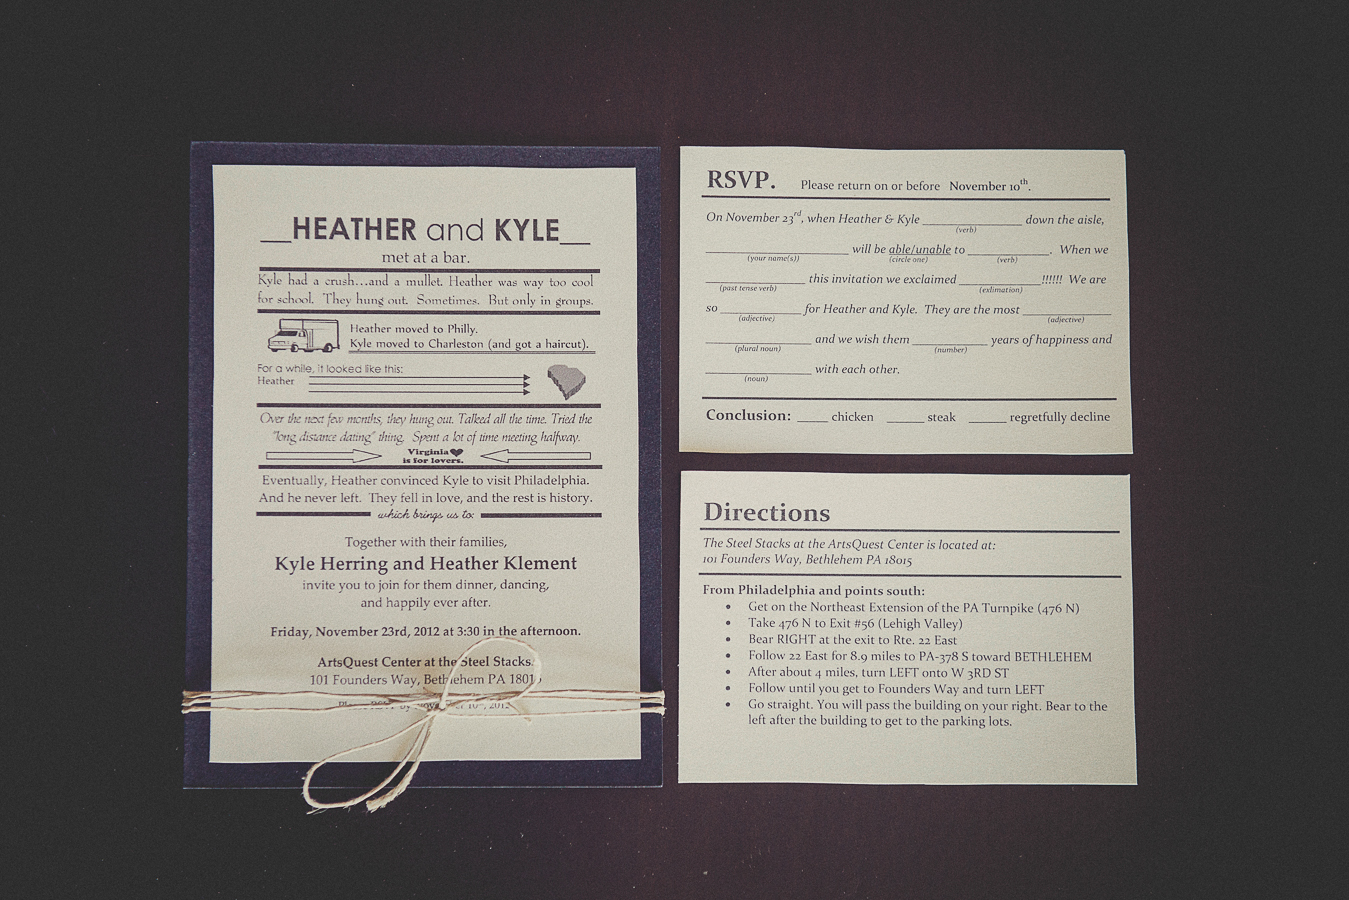 __HEATHER and KYLE__
met at a bar.
Kyle had a crush...and a mullet. Heather was way too cool
for school. They hung out. Sometimes. But only in groups.
Heather moved to Philly.
Kyle moved to Charleston (and got a haircut).
For a while, it looked like this:
Heather
Over the next few months, they hung out. Talked all the time. Tried the
"long distance dating" thing. Spent a lot of time meeting halfway.
Virginia
is for lovers.
Eventually, Heather convinced Kyle to visit Philadelphia.
And he never left. They fell in love, and the rest is history.
which brings us to:
Together with their families,
Kyle Herring and Heather Klement
invite you to join for them dinner, dancing,
and happily ever after.
Friday, November 23rd, 2012 at 3:30 in the afternoon.
ArtsQuest Center at the Steel Stacks.
101 Founders Way, Bethlehem PA 18015
RSVP. Please return on or before November 10th.
On November 23rd, when Heather & Kyle ____________ down the aisle,
(verb)
____________ will be able/unable to ____________. When we
(your name(s)) (circle one) (verb)
____________ this invitation we exclaimed ____________!!!!!! We are
(past tense verb) (exlimation)
so ____________ for Heather and Kyle. They are the most ____________
(adjective) (adjective)
____________ and we wish them ____________ years of happiness and
(plural noun) (number)
____________ with each other.
(noun)
Conclusion: _____ chicken _____ steak _____ regretfully decline
Directions
The Steel Stacks at the ArtsQuest Center is located at:
101 Founders Way, Bethlehem PA 18015
From Philadelphia and points south:
• Get on the Northeast Extension of the PA Turnpike (476 N)
• Take 476 N to Exit #56 (Lehigh Valley)
• Bear RIGHT at the exit to Rte. 22 East
• Follow 22 East for 8.9 miles to PA-378 S toward BETHLEHEM
• After about 4 miles, turn LEFT onto W 3RD ST
• Follow until you get to Founders Way and turn LEFT
• Go straight. You will pass the building on your right. Bear to the
left after the building to get to the parking lots.